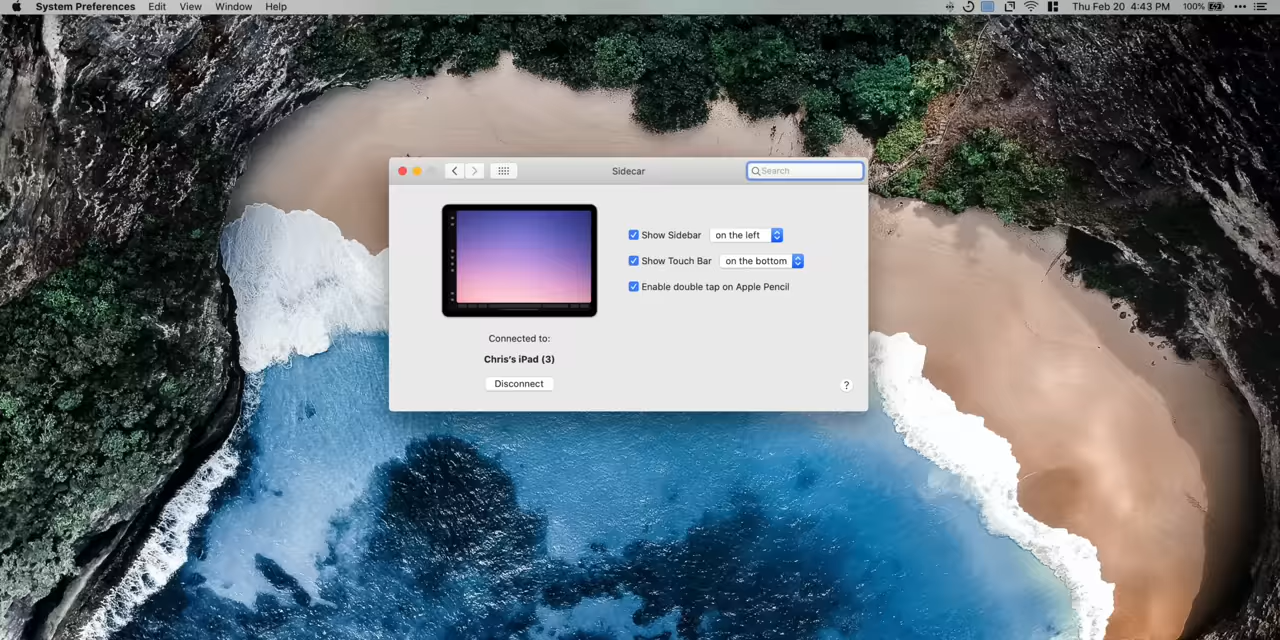 System Preferences Edit View Window Help Thu Feb 20 4:43 PM 100%
Sidecar Search
Show Sidebar on the left
Show Touch Bar on the bottom
Enable double tap on Apple Pencil
Connected to:
Chris's iPad (3)
Disconnect
?